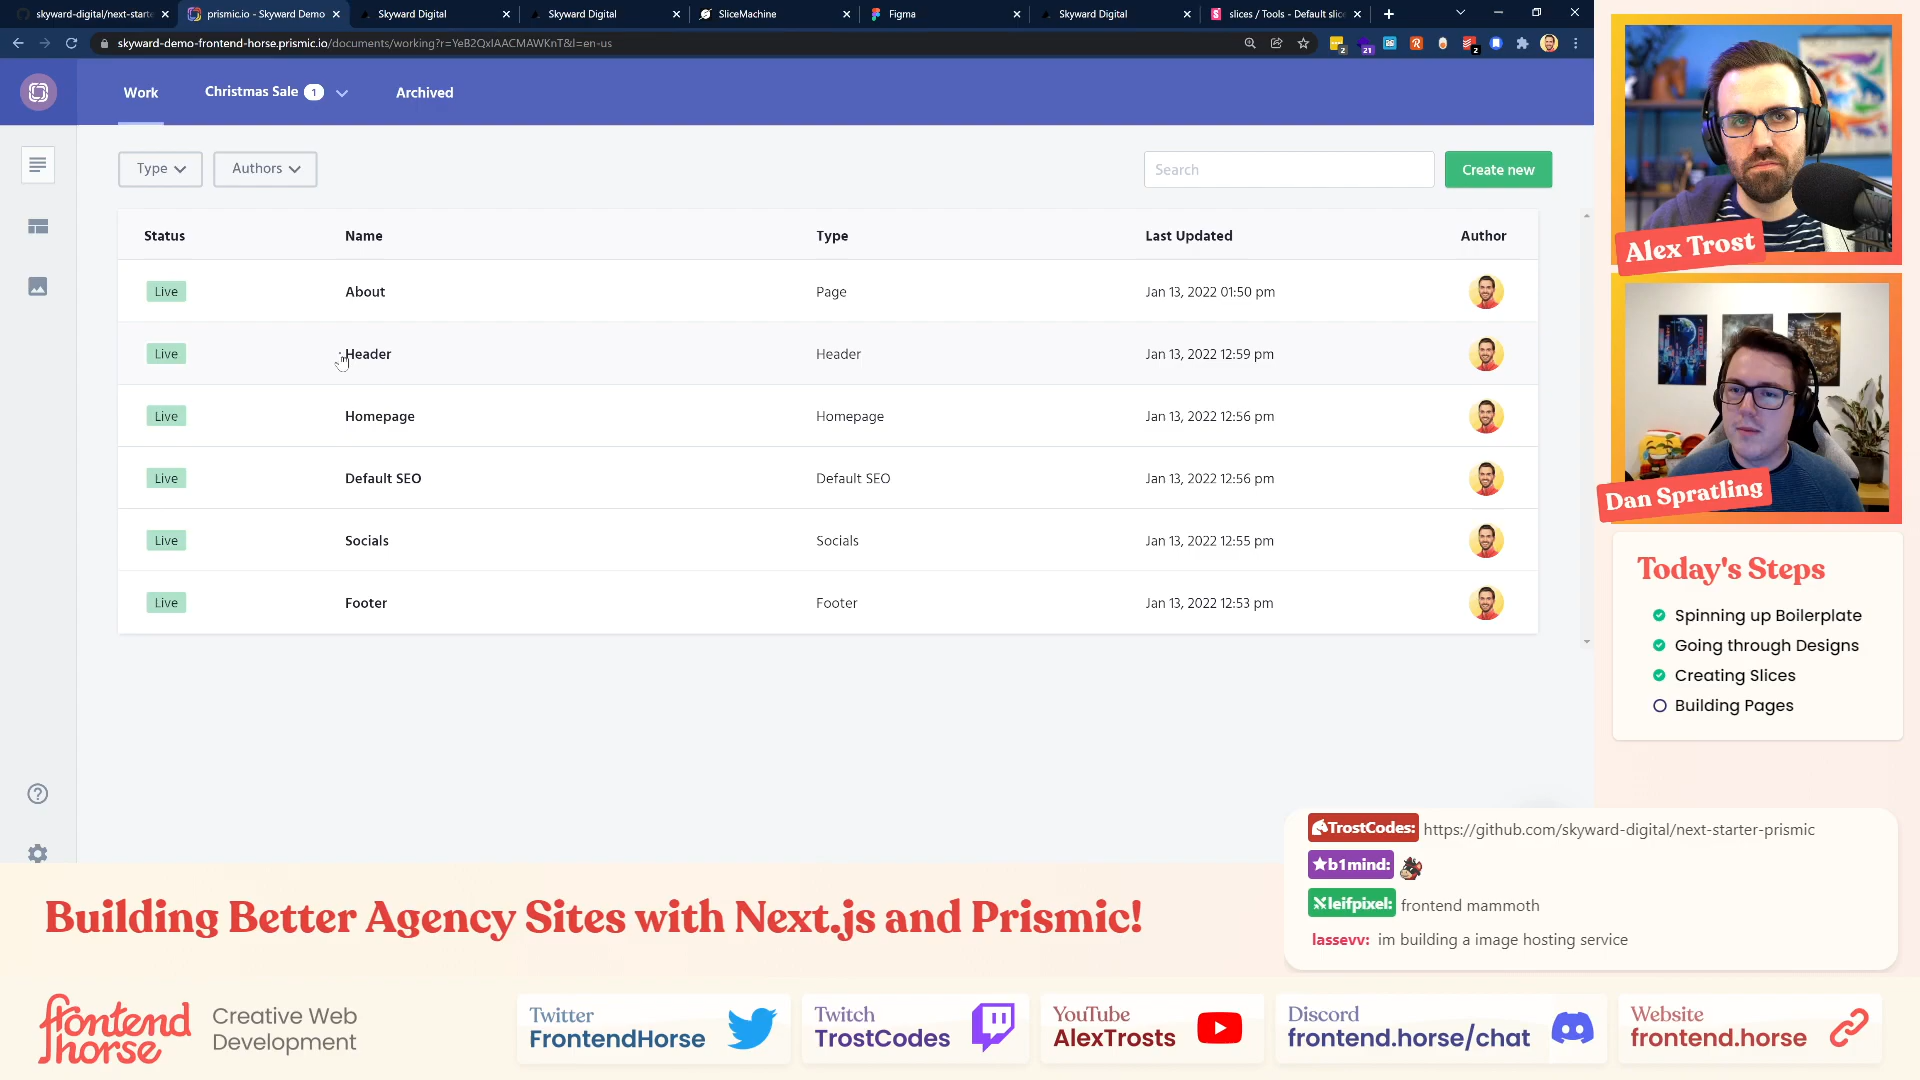 skyward-digital/next-starte
prismic.io - Skyward Demo
Skyward Digital
Skyward Digital
SliceMachine
Figma
Skyward Digital
slices / Tools - Default slice
skyward-demo-frontend-horse.prismic.io/documents/working?r=YeB2QxIAACMAWKnT&l=en-us
2
21
2
Work
Christmas Sale 1
Archived
Type
Authors
Search
Create new
Status Name Type Last Updated Author
Live About Page Jan 13, 2022 01:50 pm
Live Header Header Jan 13, 2022 12:59 pm
Live Homepage Homepage Jan 13, 2022 12:56 pm
Live Default SEO Default SEO Jan 13, 2022 12:56 pm
Live Socials Socials Jan 13, 2022 12:55 pm
Live Footer Footer Jan 13, 2022 12:53 pm
Alex Trost
Dan Spratling
Today's Steps
Spinning up Boilerplate
Going through Designs
Creating Slices
Building Pages
TrostCodes: https://github.com/skyward-digital/next-starter-prismic
b1mind:
leifpixel: frontend mammoth
lassevv: im building a image hosting service
Building Better Agency Sites with Next.js and Prismic!
frontend
horse
Creative Web
Development
Twitter
FrontendHorse
Twitch
TrostCodes
YouTube
AlexTrosts
Discord
frontend.horse/chat
Website
frontend.horse